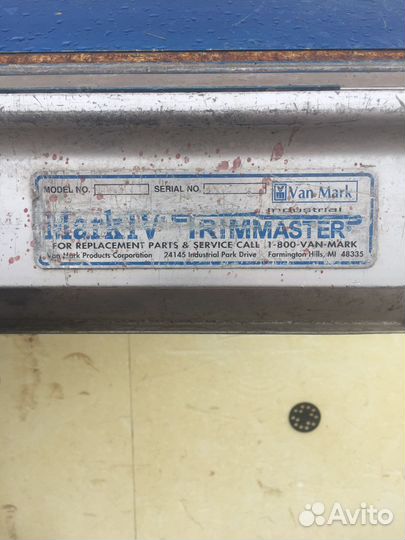 MODEL NO. SERIAL NO. Van Mark
Industrial
Mark IV TRIMMASTER
FOR REPLACEMENT PARTS & SERVICE CALL 1-800-VAN-MARK
Van Mark Products Corporation 24145 Industrial Park Drive Farmington Hills, MI 48335
Avito